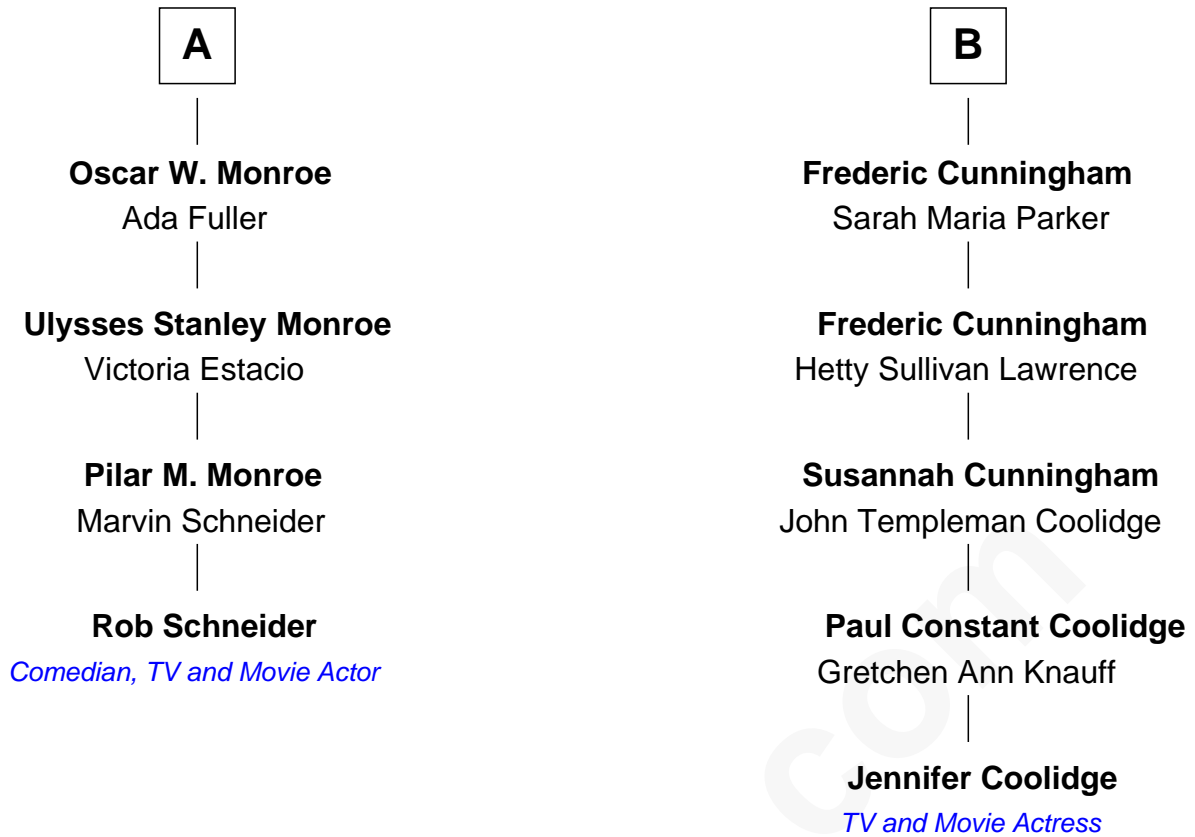 A
Oscar W. Monroe
Ada Fuller
Ulysses Stanley Monroe
Victoria Estacio
Pilar M. Monroe
Marvin Schneider
Rob Schneider
Comedian, TV and Movie Actor
B
Frederic Cunningham
Sarah Maria Parker
Frederic Cunningham
Hetty Sullivan Lawrence
Susannah Cunningham
John Templeman Coolidge
Paul Constant Coolidge
Gretchen Ann Knauff
Jennifer Coolidge
TV and Movie Actress
com